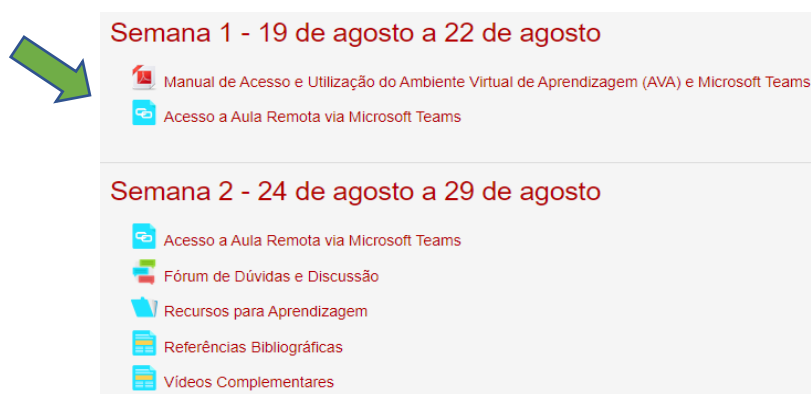 Semana 1 - 19 de agosto a 22 de agosto
Manual de Acesso e Utilização do Ambiente Virtual de Aprendizagem (AVA) e Microsoft Teams
Acesso a Aula Remota via Microsoft Teams
Semana 2 - 24 de agosto a 29 de agosto
Acesso a Aula Remota via Microsoft Teams
Fórum de Dúvidas e Discussão
Recursos para Aprendizagem
Referências Bibliográficas
Vídeos Complementares